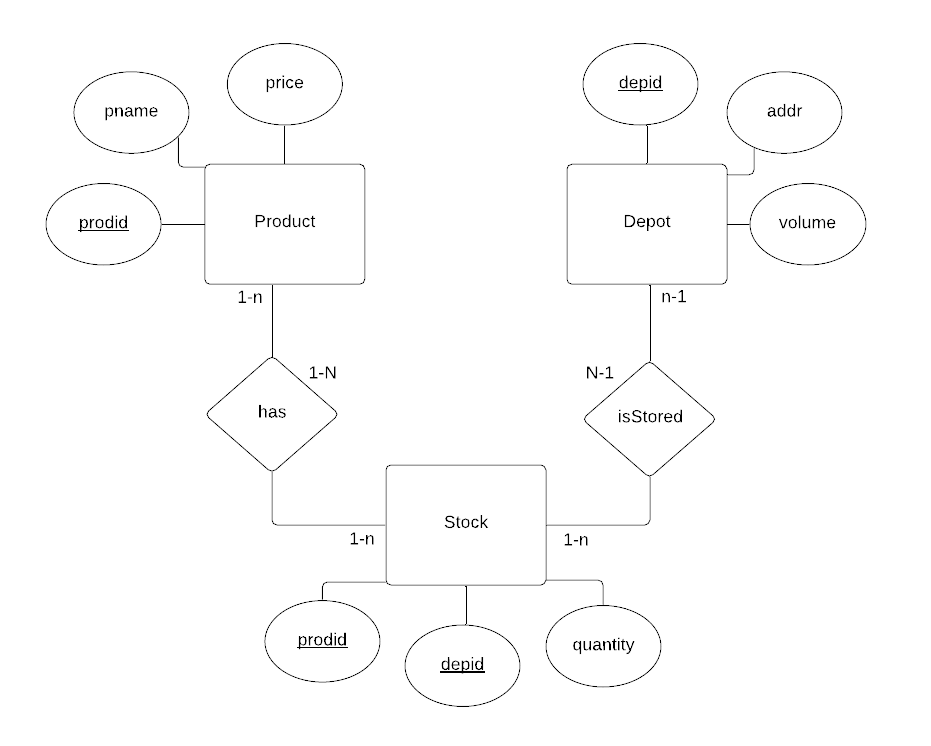 price
depid
pname
addr
prodid
Product
Depot
volume
1-n
n-1
1-N
N-1
has
isStored
Stock
1-n
1-n
prodid
depid
quantity